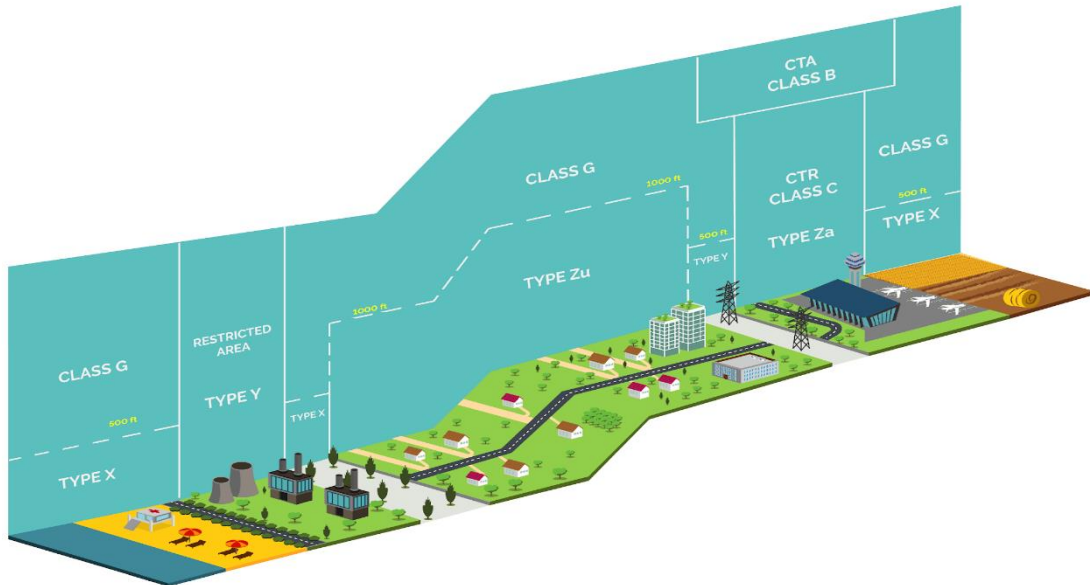 CLASS G
500 ft
TYPE X
RESTRICTED
AREA
TYPE Y
TYPE X
1000 ft
CLASS G
1000 ft
TYPE Zu
500 ft
TYPE Y
CTA
CLASS B
CTR
CLASS C
TYPE Za
CLASS G
500 ft
TYPE X